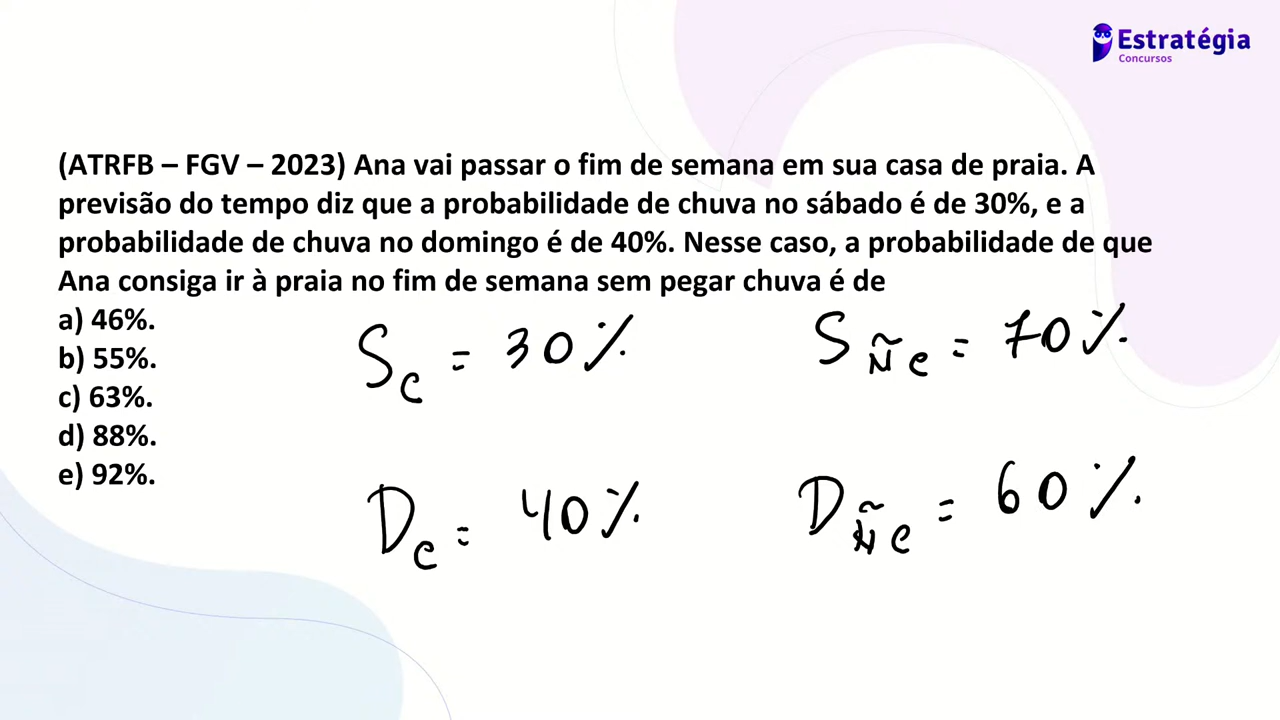 Estratégia
Concursos
(ATRFB – FGV – 2023) Ana vai passar o fim de semana em sua casa de praia. A
previsão do tempo diz que a probabilidade de chuva no sábado é de 30%, e a
probabilidade de chuva no domingo é de 40%. Nesse caso, a probabilidade de que
Ana consiga ir à praia no fim de semana sem pegar chuva é de
a) 46%.
b) 55%.
c) 63%.
d) 88%.
e) 92%.
S_C = 30%
S_ÑC = 70%
D_C = 40%
D_ÑC = 60%